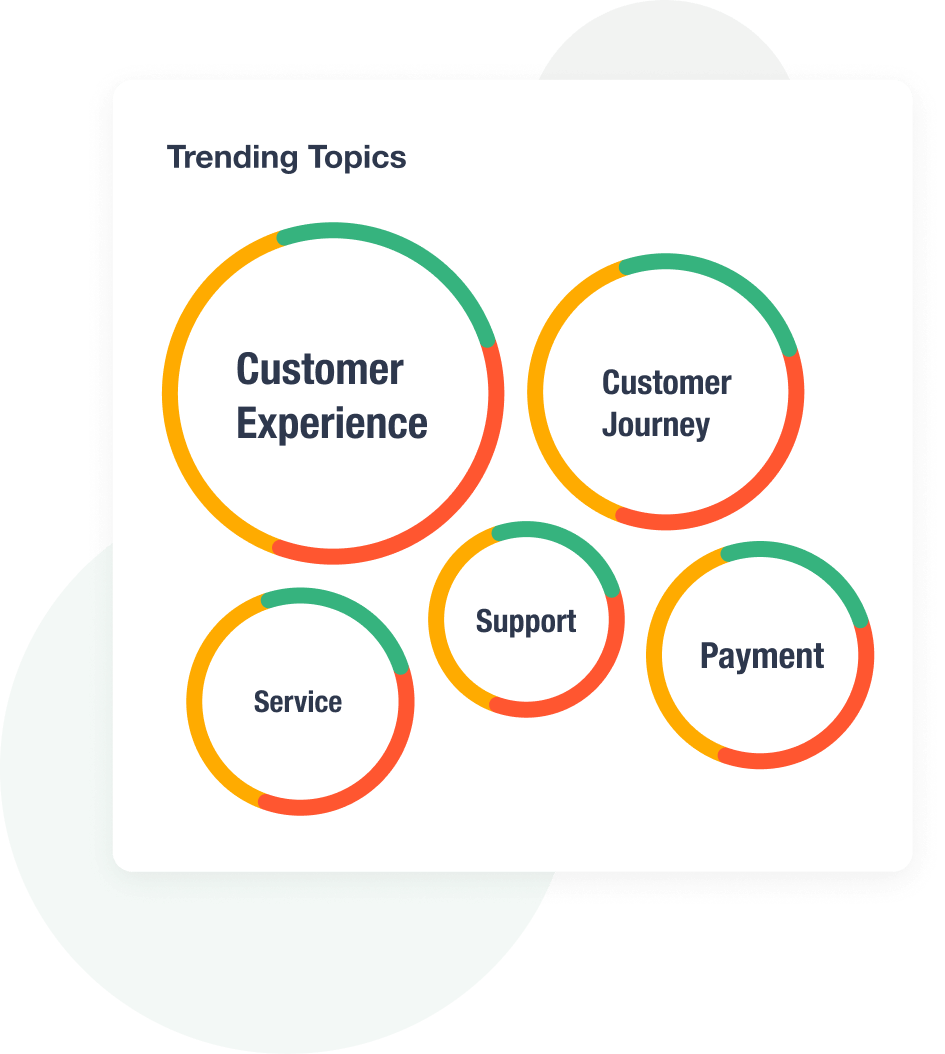 Trending Topics
Customer
Experience
Customer
Journey
Support
Payment
Service